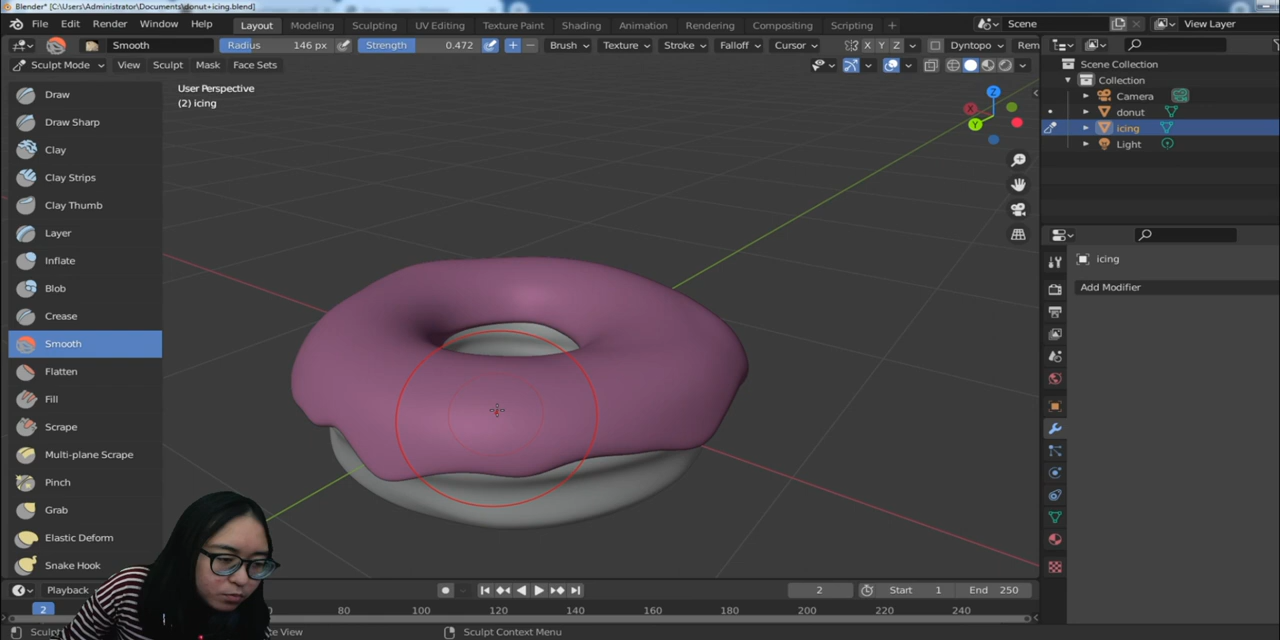 Blender* [C:\Users\Administrator\Documents\donut+icing.blend]
File Edit Render Window Help Layout Modeling Sculpting UV Editing Texture Paint Shading Animation Rendering Compositing Scripting + Scene View Layer
Smooth Radius 146 px Strength 0.472 + − Brush Texture Stroke Falloff Cursor X Y Z Dyntopo Rem
Sculpt Mode View Sculpt Mask Face Sets
Scene Collection
Collection
Camera
donut
icing
Light
User Perspective
(2) icing
Z
X
Y
Draw
Draw Sharp
Clay
Clay Strips
Clay Thumb
Layer
Inflate
Blob
Crease
Smooth
Flatten
Fill
Scrape
Multi-plane Scrape
Pinch
Grab
Elastic Deform
Snake Hook
icing
Add Modifier
Playback 2 Start 1 End 250
2 80 100 120 140 160 180 200 220 240
Sculpt View Sculpt Context Menu